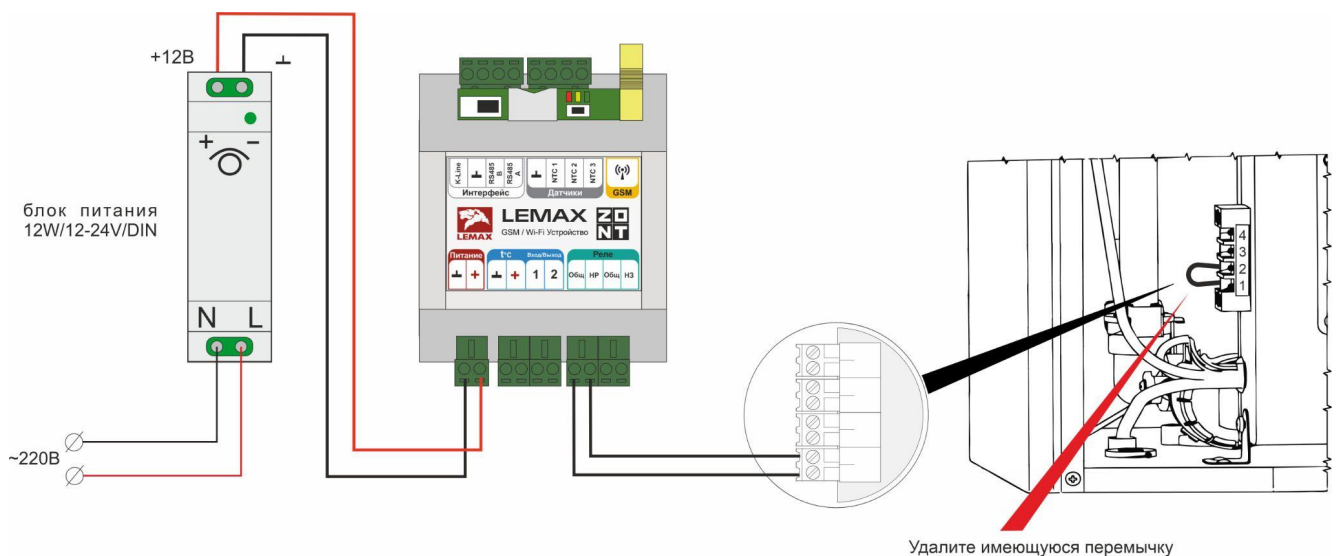 +12В
+ -
блок питания
12W/12-24V/DIN
N L
~220В
K-Line
RS485 B
RS485 A
NTC 1
NTC 2
NTC 3
Интерфейс
Датчики
GSM
LEMAX
LEMAX
GSM / Wi-Fi Устройство
ZONT
Питание
t°C
Вход/Выход
Реле
+
+
1
2
Общ
НР
Общ
НЗ
4
3
2
1
Удалите имеющуюся перемычку